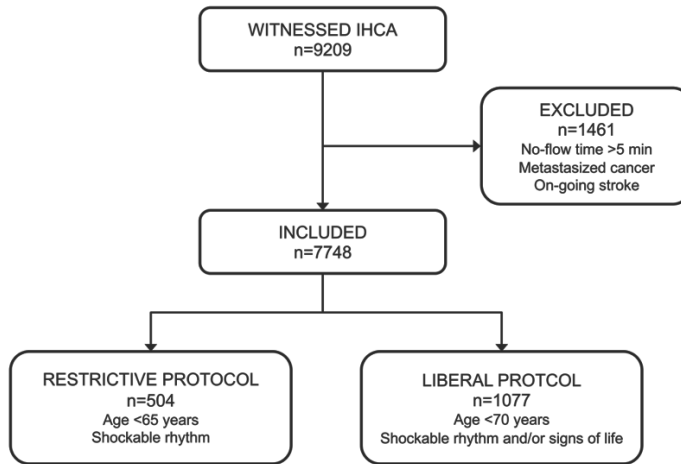 WITNESSED IHCA
n=9209
EXCLUDED
n=1461
No-flow time >5 min
Metastasized cancer
On-going stroke
INCLUDED
n=7748
RESTRICTIVE PROTOCOL
n=504
Age <65 years
Shockable rhythm
LIBERAL PROTCOL
n=1077
Age <70 years
Shockable rhythm and/or signs of life